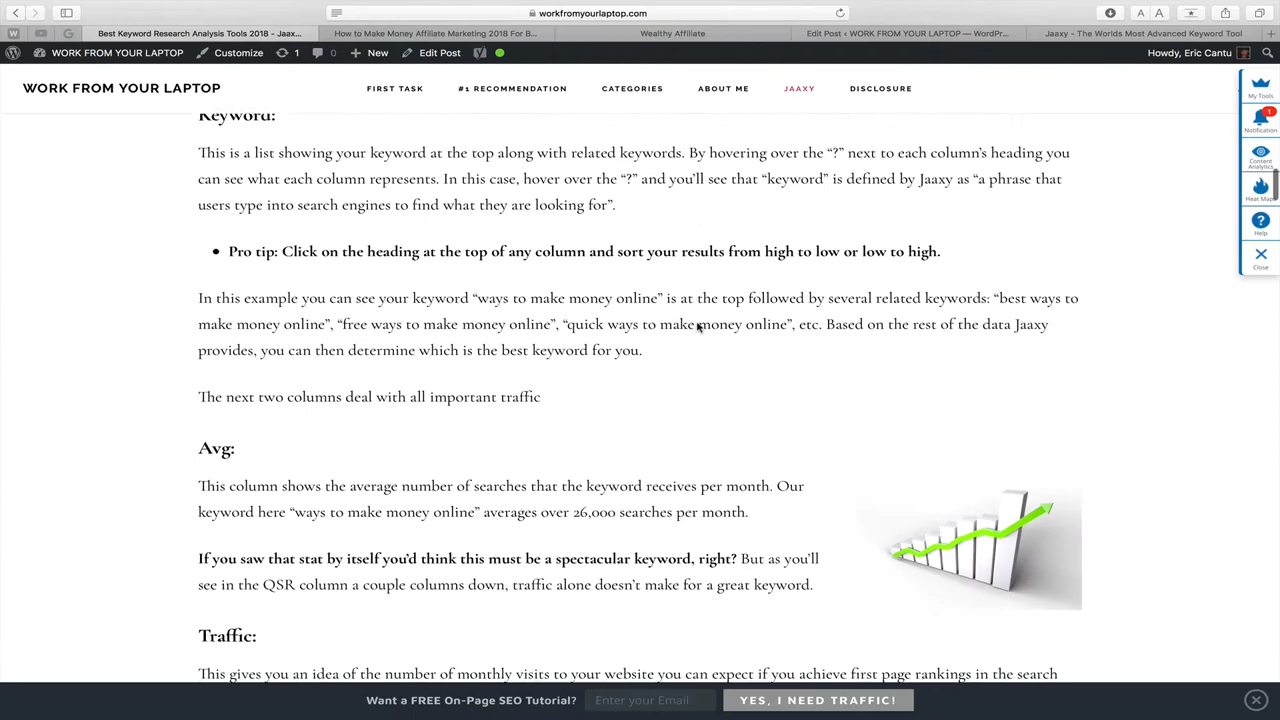 workfromyourlaptop.com
A A
Best Keyword Research Analysis Tools 2018 - Jaax...
How to Make Money Affiliate Marketing 2018 For B...
Wealthy Affiliate
Edit Post ‹ WORK FROM YOUR LAPTOP — WordPr...
Jaaxy - The Worlds Most Advanced Keyword Tool
WORK FROM YOUR LAPTOP Customize 1 0 New Edit Post Howdy, Eric Cantu
WORK FROM YOUR LAPTOP
FIRST TASK #1 RECOMMENDATION CATEGORIES ABOUT ME JAAXY DISCLOSURE
My Tools
1
Notification
Content
Analytics
Heat Maps
Help
Close
Keyword:
This is a list showing your keyword at the top along with related keywords. By hovering over the “?” next to each column’s heading you
can see what each column represents. In this case, hover over the “?” and you’ll see that “keyword” is defined by Jaaxy as “a phrase that
users type into search engines to find what they are looking for”.
• Pro tip: Click on the heading at the top of any column and sort your results from high to low or low to high.
In this example you can see your keyword “ways to make money online” is at the top followed by several related keywords: “best ways to
make money online”, “free ways to make money online”, “quick ways to make money online”, etc. Based on the rest of the data Jaaxy
provides, you can then determine which is the best keyword for you.
The next two columns deal with all important traffic
Avg:
This column shows the average number of searches that the keyword receives per month. Our
keyword here “ways to make money online” averages over 26,000 searches per month.
If you saw that stat by itself you’d think this must be a spectacular keyword, right? But as you’ll
see in the QSR column a couple columns down, traffic alone doesn’t make for a great keyword.
Traffic:
This gives you an idea of the number of monthly visits to your website you can expect if you achieve first page rankings in the search
Want a FREE On-Page SEO Tutorial? Enter your Email YES, I NEED TRAFFIC!